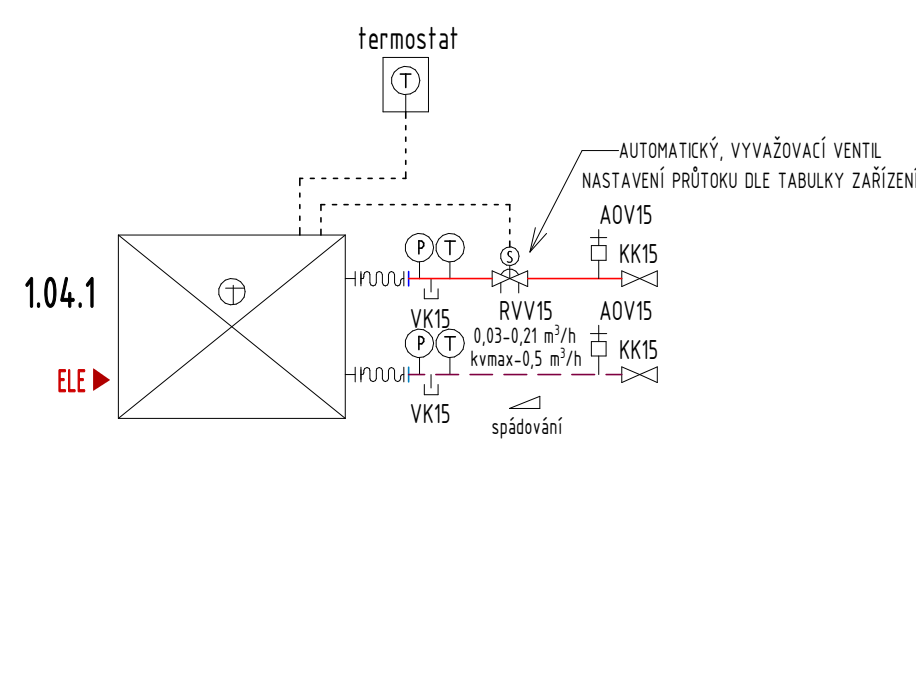 termostat
T
AUTOMATICKÝ, VYVAŽOVACÍ VENTIL
NASTAVENÍ PRŮTOKU DLE TABULKY ZAŘÍZENÍ
AOV15
P T S KK15
1.04.1
T
VK15 RVV15 AOV15
0,03-0,21 m³/h
P T KK15
kvmax-0,5 m³/h
ELE
VK15
spádování